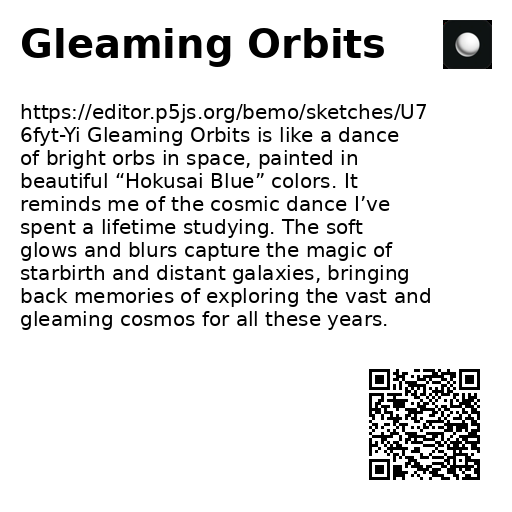 Gleaming Orbits
https://editor.p5js.org/bemo/sketches/U7
6fyt-Yi Gleaming Orbits is like a dance
of bright orbs in space, painted in
beautiful “Hokusai Blue” colors. It
reminds me of the cosmic dance I’ve
spent a lifetime studying. The soft
glows and blurs capture the magic of
starbirth and distant galaxies, bringing
back memories of exploring the vast and
gleaming cosmos for all these years.